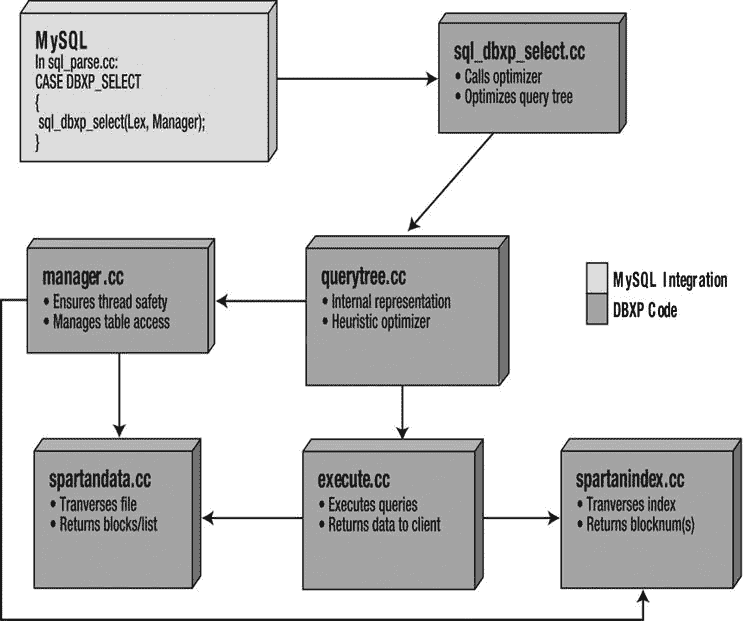 MySQL
In sql_parse.cc:
CASE DBXP_SELECT
{
sql_dbxp_select(Lex, Manager);
}
sql_dbxp_select.cc
• Calls optimizer
• Optimizes query tree
manager.cc
• Ensures thread safety
• Manages table access
querytree.cc
• Internal representation
• Heuristic optimizer
MySQL Integration
DBXP Code
spartandata.cc
• Tranverses file
• Returns blocks/list
execute.cc
• Executes queries
• Returns data to client
spartanindex.cc
• Tranverses index
• Returns blocknum(s)